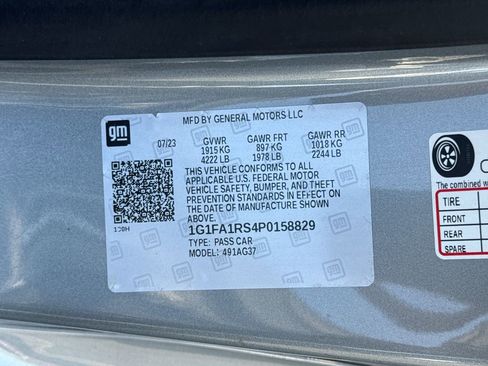 gm
MFD BY GENERAL MOTORS LLC
07/23 GVWR GAWR FRT GAWR RR
1915 KG 897 KG 1018 KG
4222 LB 1978 LB 2244 LB
THIS VEHICLE CONFORMS TO ALL
APPLICABLE U.S. FEDERAL MOTOR
VEHICLE SAFETY, BUMPER, AND THEFT
PREVENTION STANDARDS IN EFFECT ON
THE DATE OF MANUFACTURE SHOWN
ABOVE.
1G1FA1RS4P0158829
TYPE: PASS CAR
MODEL: 491AG37
The combined w
TIRE
FRONT
REAR
SPARE